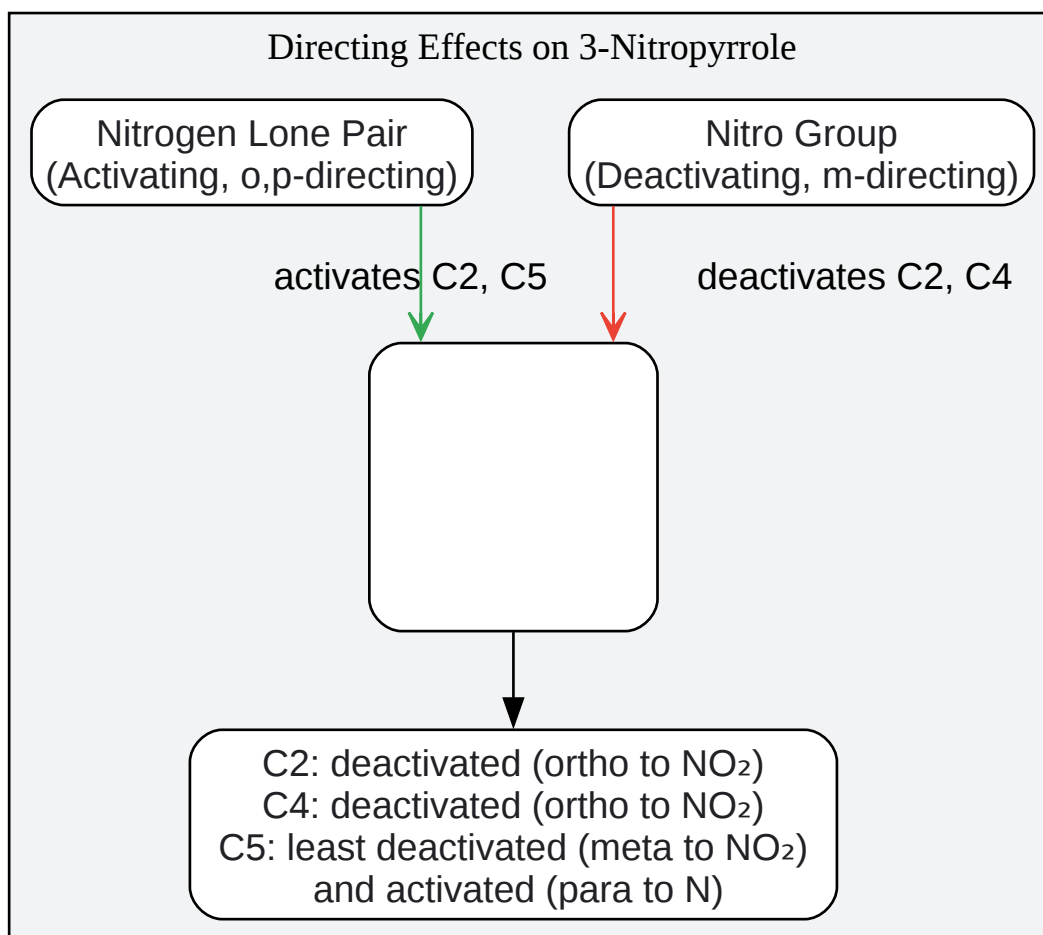 Directing Effects on 3-Nitropyrrole
Nitrogen Lone Pair
(Activating, o,p-directing)
Nitro Group
(Deactivating, m-directing)
activates C2, C5
deactivates C2, C4
C2: deactivated (ortho to NO₂)
C4: deactivated (ortho to NO₂)
C5: least deactivated (meta to NO₂)
and activated (para to N)